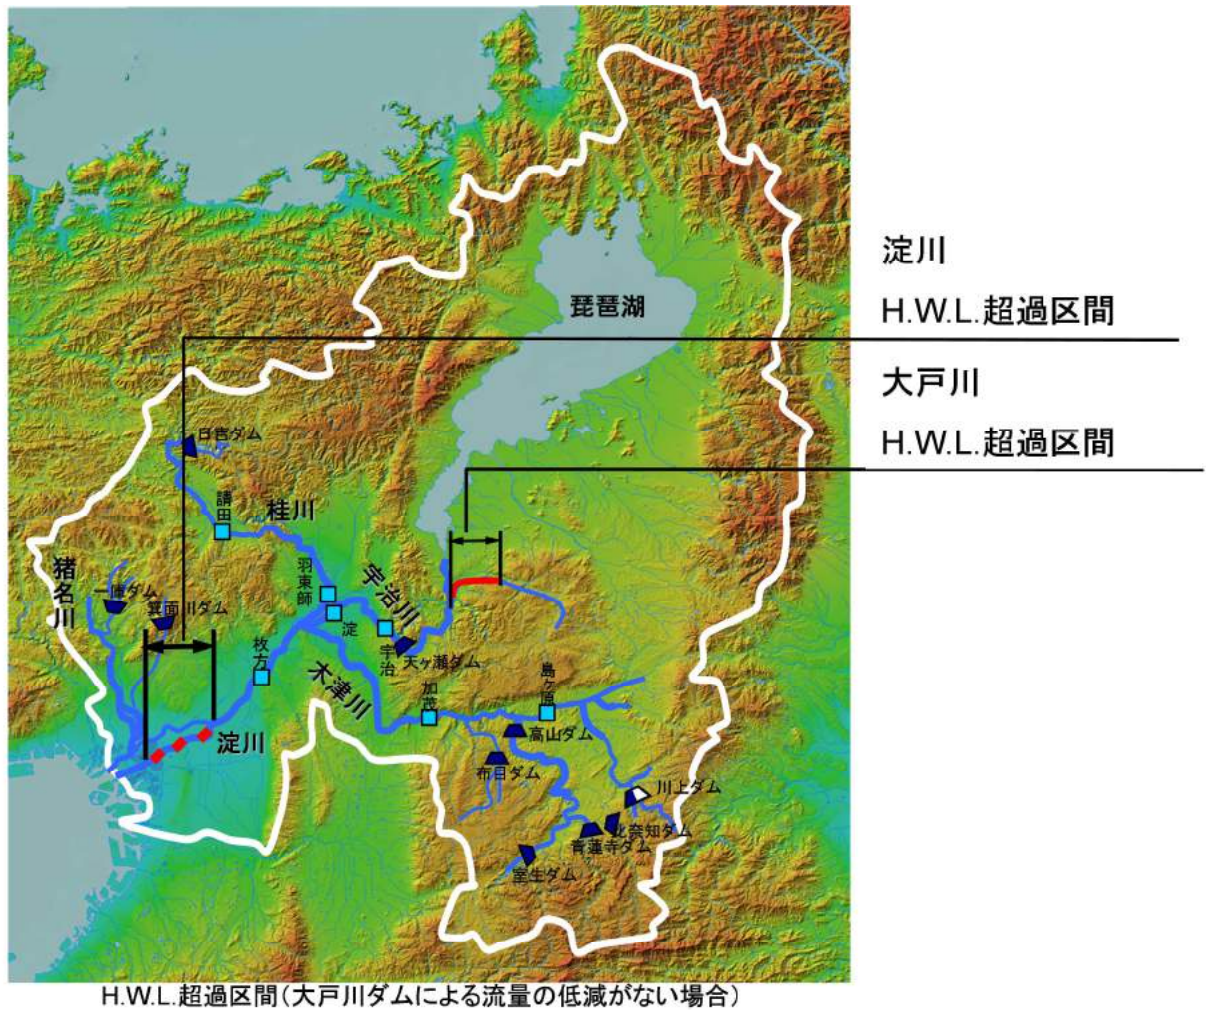 淀川
H.W.L.超過区間
琵琶湖
大戸川
H.W.L.超過区間
日吉ダム
請田
桂川
猪名川
一庫ダム
箕面川ダム
羽束師
宇治川
淀
宇治
天ヶ瀬ダム
枚方
木津川
加茂
島ヶ原
淀川
高山ダム
布目ダム
川上ダム
比奈知ダム
青蓮寺ダム
室生ダム
H.W.L.超過区間(大戸川ダムによる流量の低減がない場合)